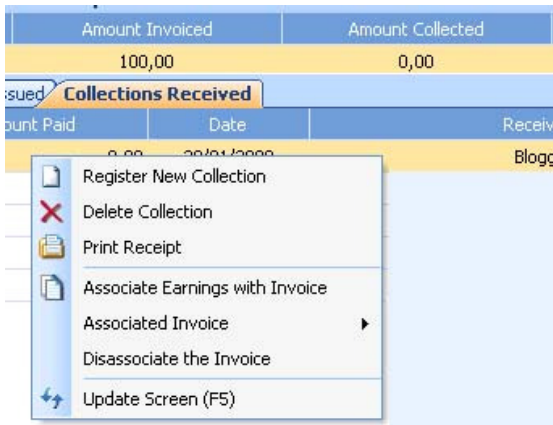 Amount Invoiced Amount Collected
100,00 0,00
Collections Received
Paid Date
Register New Collection
Delete Collection
Print Receipt
Associate Earnings with Invoice
Associated Invoice
Disassociate the Invoice
Update Screen (F5)